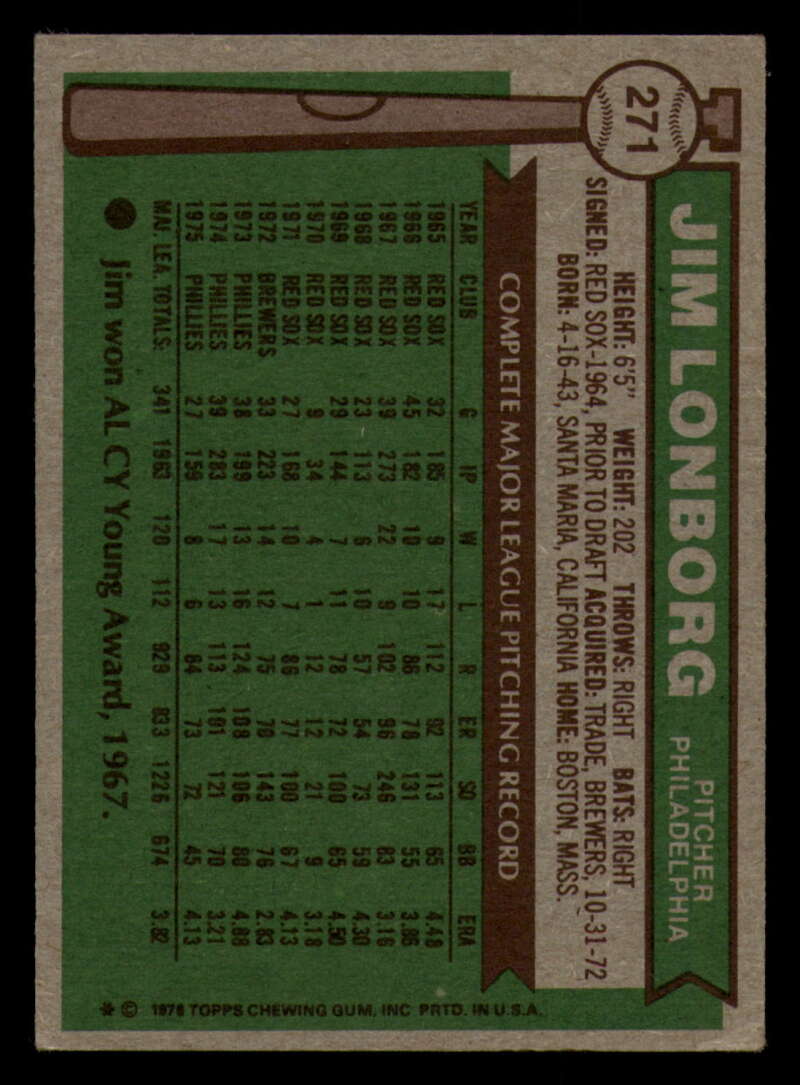 271
JIM LONBORG
PITCHER
PHILADELPHIA
HEIGHT: 6'5" WEIGHT: 202 THROWS: RIGHT BATS: RIGHT
SIGNED: RED SOX-1964, PRIOR TO DRAFT ACQUIRED: TRADE, BREWERS, 10-31-72
BORN: 4-16-43, SANTA MARIA, CALIFORNIA HOME: BOSTON, MASS.
COMPLETE MAJOR LEAGUE PITCHING RECORD
YEAR CLUB G IP W L R ER SO BB ERA
1965 RED SOX 32 185 9 17 112 92 113 65 4.48
1966 RED SOX 45 182 10 10 86 78 131 55 3.86
1967 RED SOX 39 273 22 9 102 96 246 83 3.16
1968 RED SOX 23 113 6 10 57 54 73 59 4.30
1969 RED SOX 29 144 7 11 78 72 100 65 4.50
1970 RED SOX 9 34 4 1 12 12 21 9 3.18
1971 RED SOX 27 168 10 7 86 77 100 67 4.13
1972 BREWERS 33 223 14 12 75 70 143 76 2.83
1973 PHILLIES 38 199 13 16 124 108 106 80 4.88
1974 PHILLIES 39 283 17 13 113 101 121 70 3.21
1975 PHILLIES 27 159 8 6 84 73 72 45 4.13
MAJ. LEA. TOTALS: 341 1963 120 112 929 833 1226 674 3.82
Jim won AL CY Young Award, 1967.
* © 1976 TOPPS CHEWING GUM, INC PRTD. IN U.S.A.